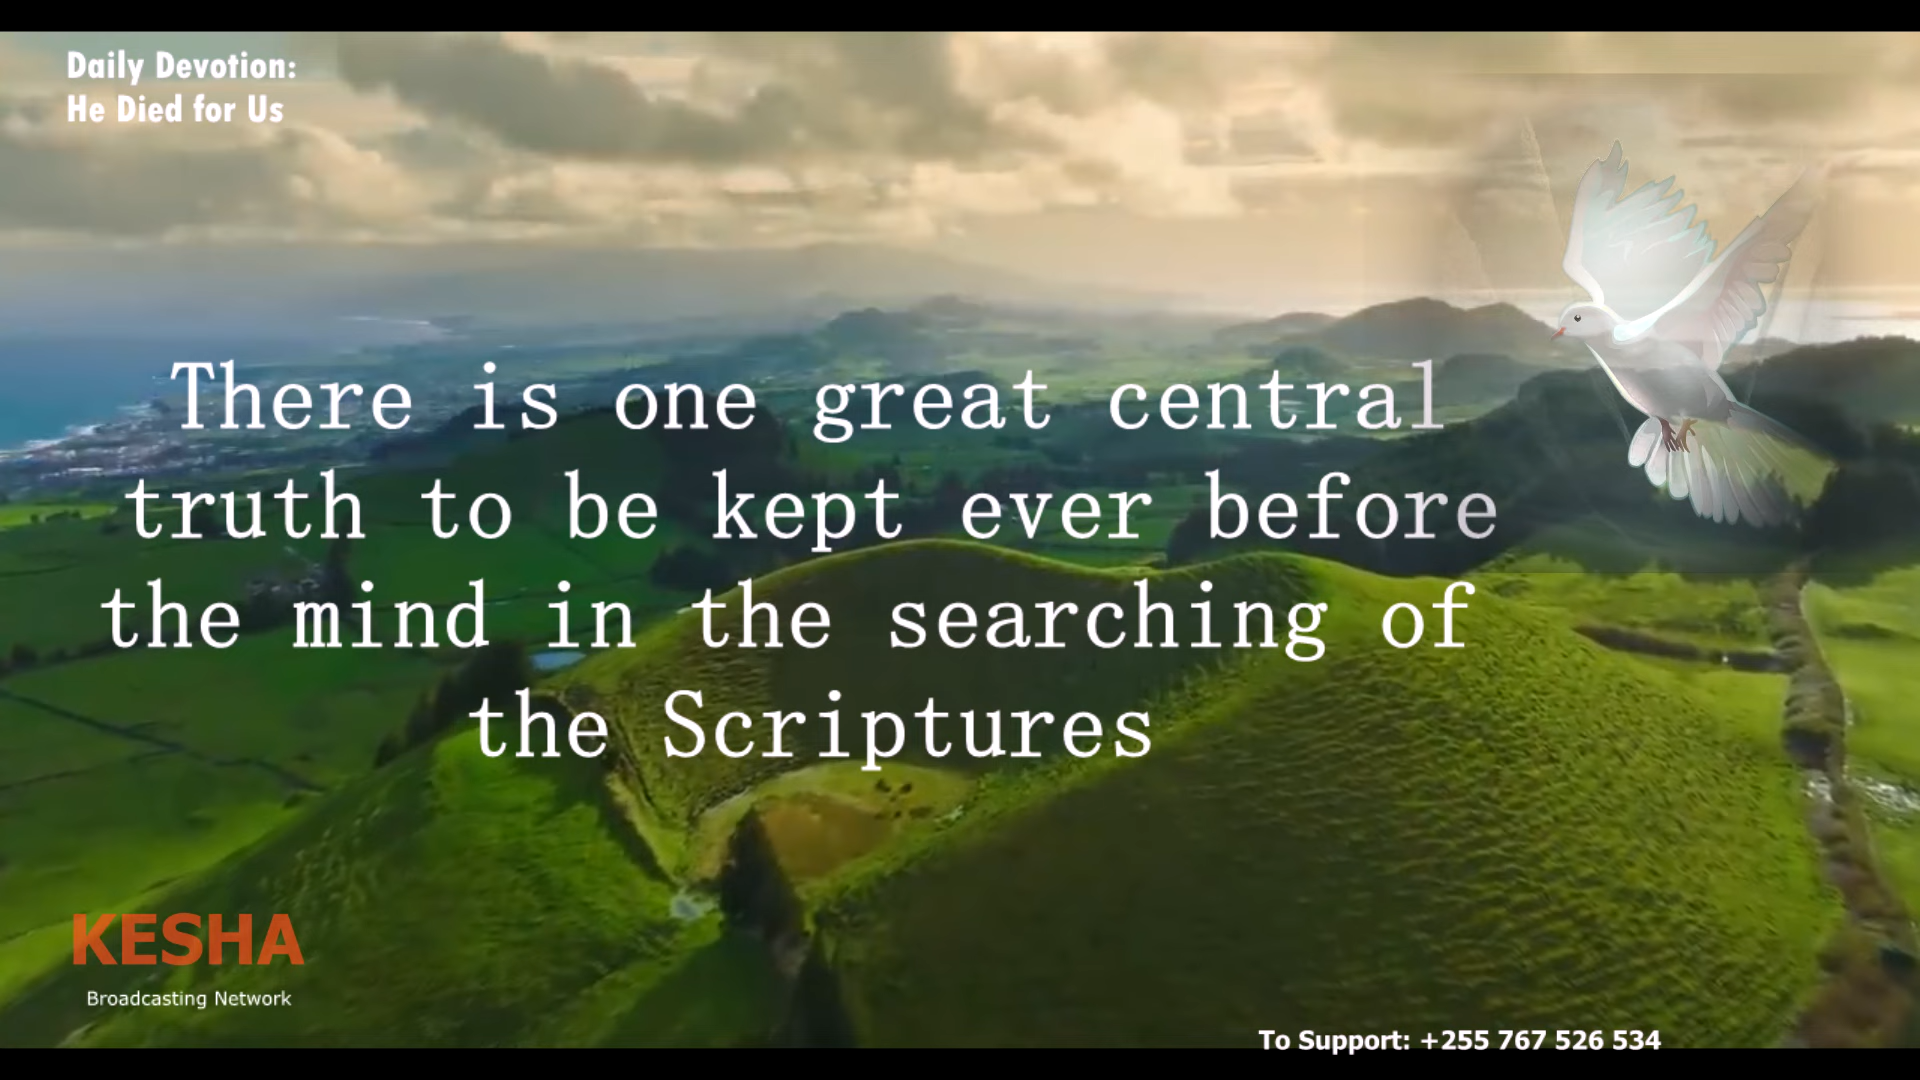 Daily Devotion:
He Died for Us
There is one great central
truth to be kept ever before
the mind in the searching of
the Scriptures
KESHA
Broadcasting Network
To Support: +255 767 526 534